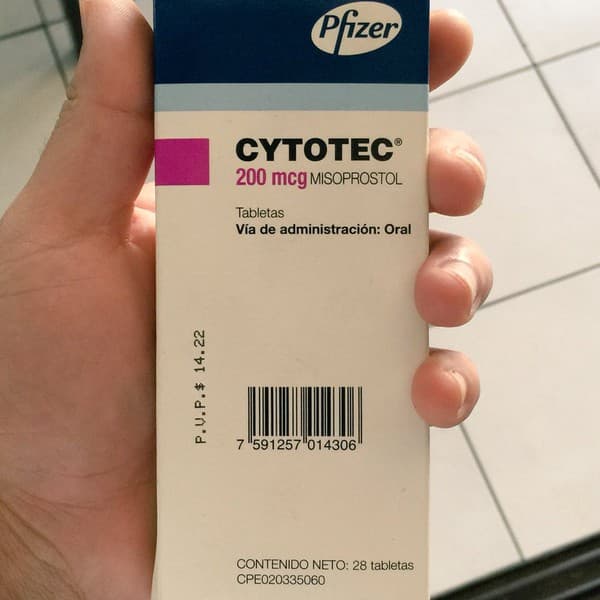 Pfizer
CYTOTEC®
200 mcg MISOPROSTOL
Tabletas
Vía de administración: Oral
P.V.P.$ 14.22
7 591257 014306
CONTENIDO NETO: 28 tabletas
CPE020335060